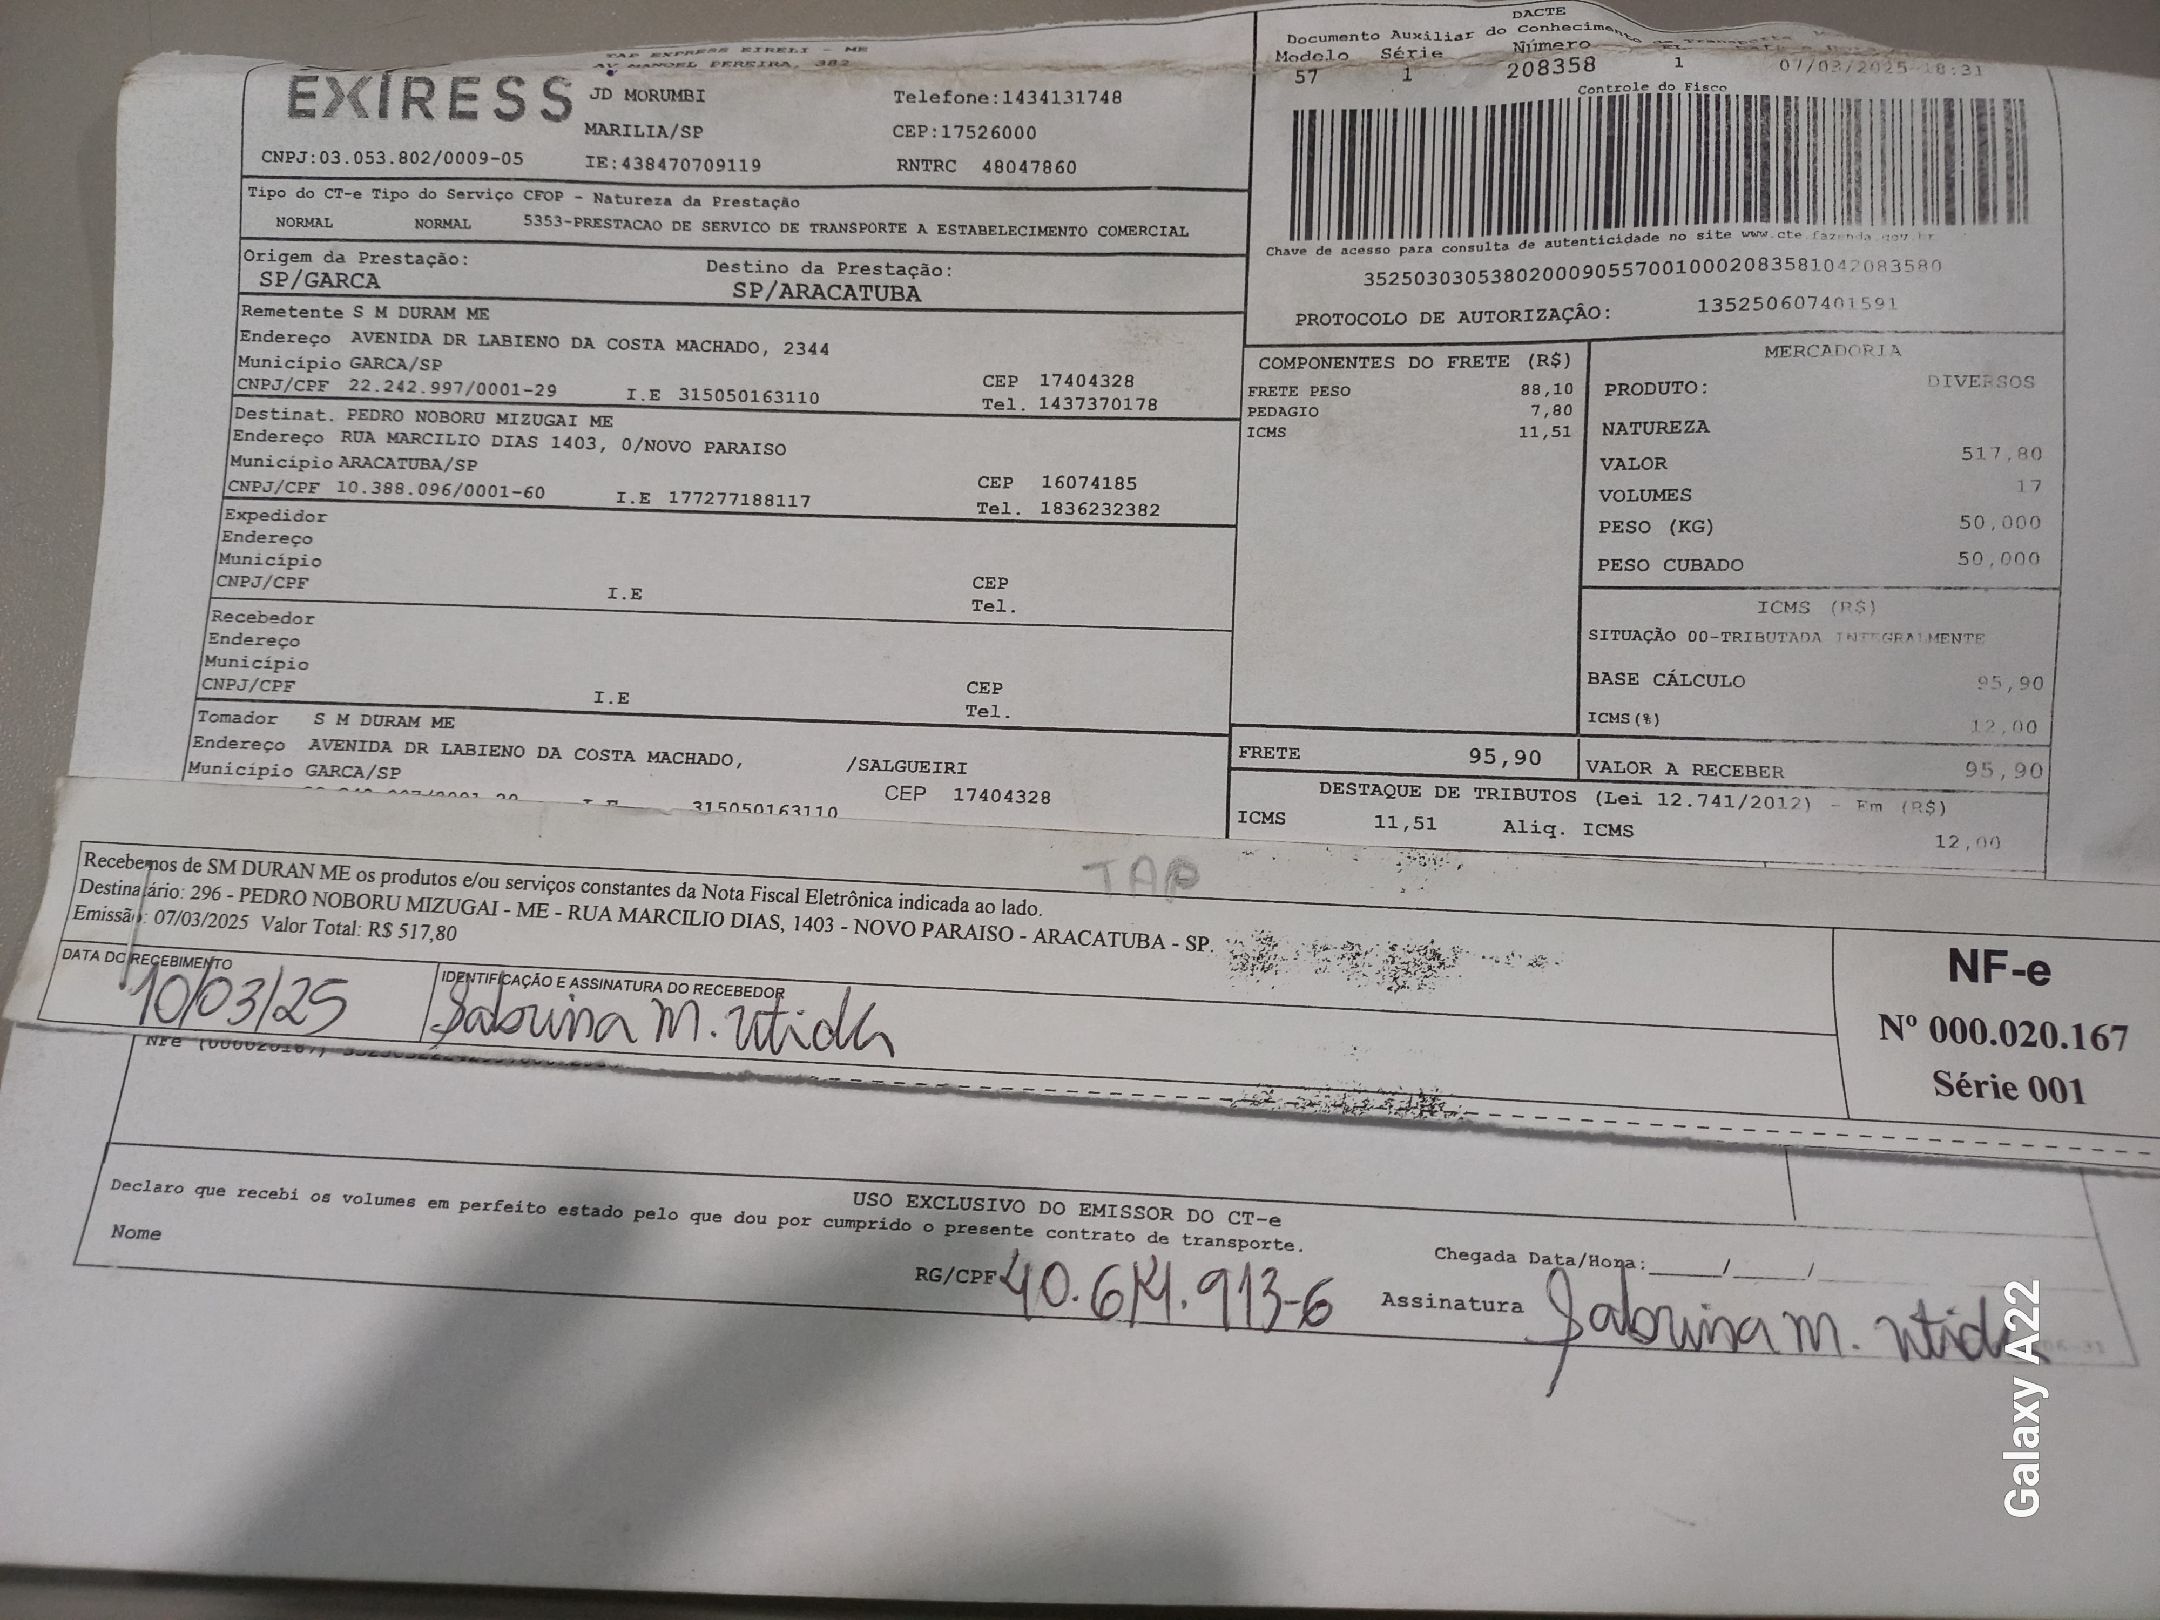 DACTE
Documento Auxiliar do Conhecimento de Transporte
Modelo Série Número
57 1 208358 1 07/03/2025 18:31
Controle do Fisco
TAP EXPRESS EIRELI - ME
AV MANOEL PEREIRA, 382
EXIRESS
JD MORUMBI Telefone:1434131748
MARILIA/SP CEP:17526000
CNPJ:03.053.802/0009-05 IE:438470709119 RNTRC 48047860
Tipo do CT-e Tipo do Serviço CFOP - Natureza da Prestação
NORMAL NORMAL 5353-PRESTACAO DE SERVICO DE TRANSPORTE A ESTABELECIMENTO COMERCIAL
Chave de acesso para consulta de autenticidade no site www.cte.fazenda.gov.br
35250303053802000905570010002083581042083580
PROTOCOLO DE AUTORIZAÇÃO: 135250607401591
Origem da Prestação: Destino da Prestação:
SP/GARCA SP/ARACATUBA
Remetente S M DURAM ME
Endereço AVENIDA DR LABIENO DA COSTA MACHADO, 2344
Município GARCA/SP CEP 17404328
CNPJ/CPF 22.242.997/0001-29 I.E 315050163110 Tel. 1437370178
Destinat. PEDRO NOBORU MIZUGAI ME
Endereço RUA MARCILIO DIAS 1403, 0/NOVO PARAISO
Município ARACATUBA/SP CEP 16074185
CNPJ/CPF 10.388.096/0001-60 I.E 177277188117 Tel. 1836232382
Expedidor
Endereço
Município
CNPJ/CPF I.E CEP
Tel.
Recebedor
Endereço
Município
CNPJ/CPF I.E CEP
Tel.
Tomador S M DURAM ME
Endereço AVENIDA DR LABIENO DA COSTA MACHADO, /SALGUEIRI
Município GARCA/SP CEP 17404328
I.E 315050163110
COMPONENTES DO FRETE (R$)
FRETE PESO 88,10
PEDAGIO 7,80
ICMS 11,51
MERCADORIA
PRODUTO: DIVERSOS
NATUREZA
VALOR 517,80
VOLUMES 17
PESO (KG) 50,000
PESO CUBADO 50,000
ICMS (R$)
SITUAÇÃO 00-TRIBUTADA INTEGRALMENTE
BASE CÁLCULO 95,90
ICMS(%) 12,00
FRETE 95,90 VALOR A RECEBER 95,90
DESTAQUE DE TRIBUTOS (Lei 12.741/2012) - Em (R$)
ICMS 11,51 Aliq. ICMS 12,00
TAP
Recebemos de SM DURAN ME os produtos e/ou serviços constantes da Nota Fiscal Eletrônica indicada ao lado.
Destinatário: 296 - PEDRO NOBORU MIZUGAI - ME - RUA MARCILIO DIAS, 1403 - NOVO PARAISO - ARACATUBA - SP.
Emissão: 07/03/2025 Valor Total: R$ 517,80
DATA DO RECEBIMENTO IDENTIFICAÇÃO E ASSINATURA DO RECEBEDOR
10/03/25 Sabrina M. Utida
NF-e
Nº 000.020.167
Série 001
NFe (000020167)
USO EXCLUSIVO DO EMISSOR DO CT-e
Declaro que recebi os volumes em perfeito estado pelo que dou por cumprido o presente contrato de transporte.
Nome RG/CPF Chegada Data/Hora:_____/_____/
Assinatura Sabrina M. Utida
Galaxy A22